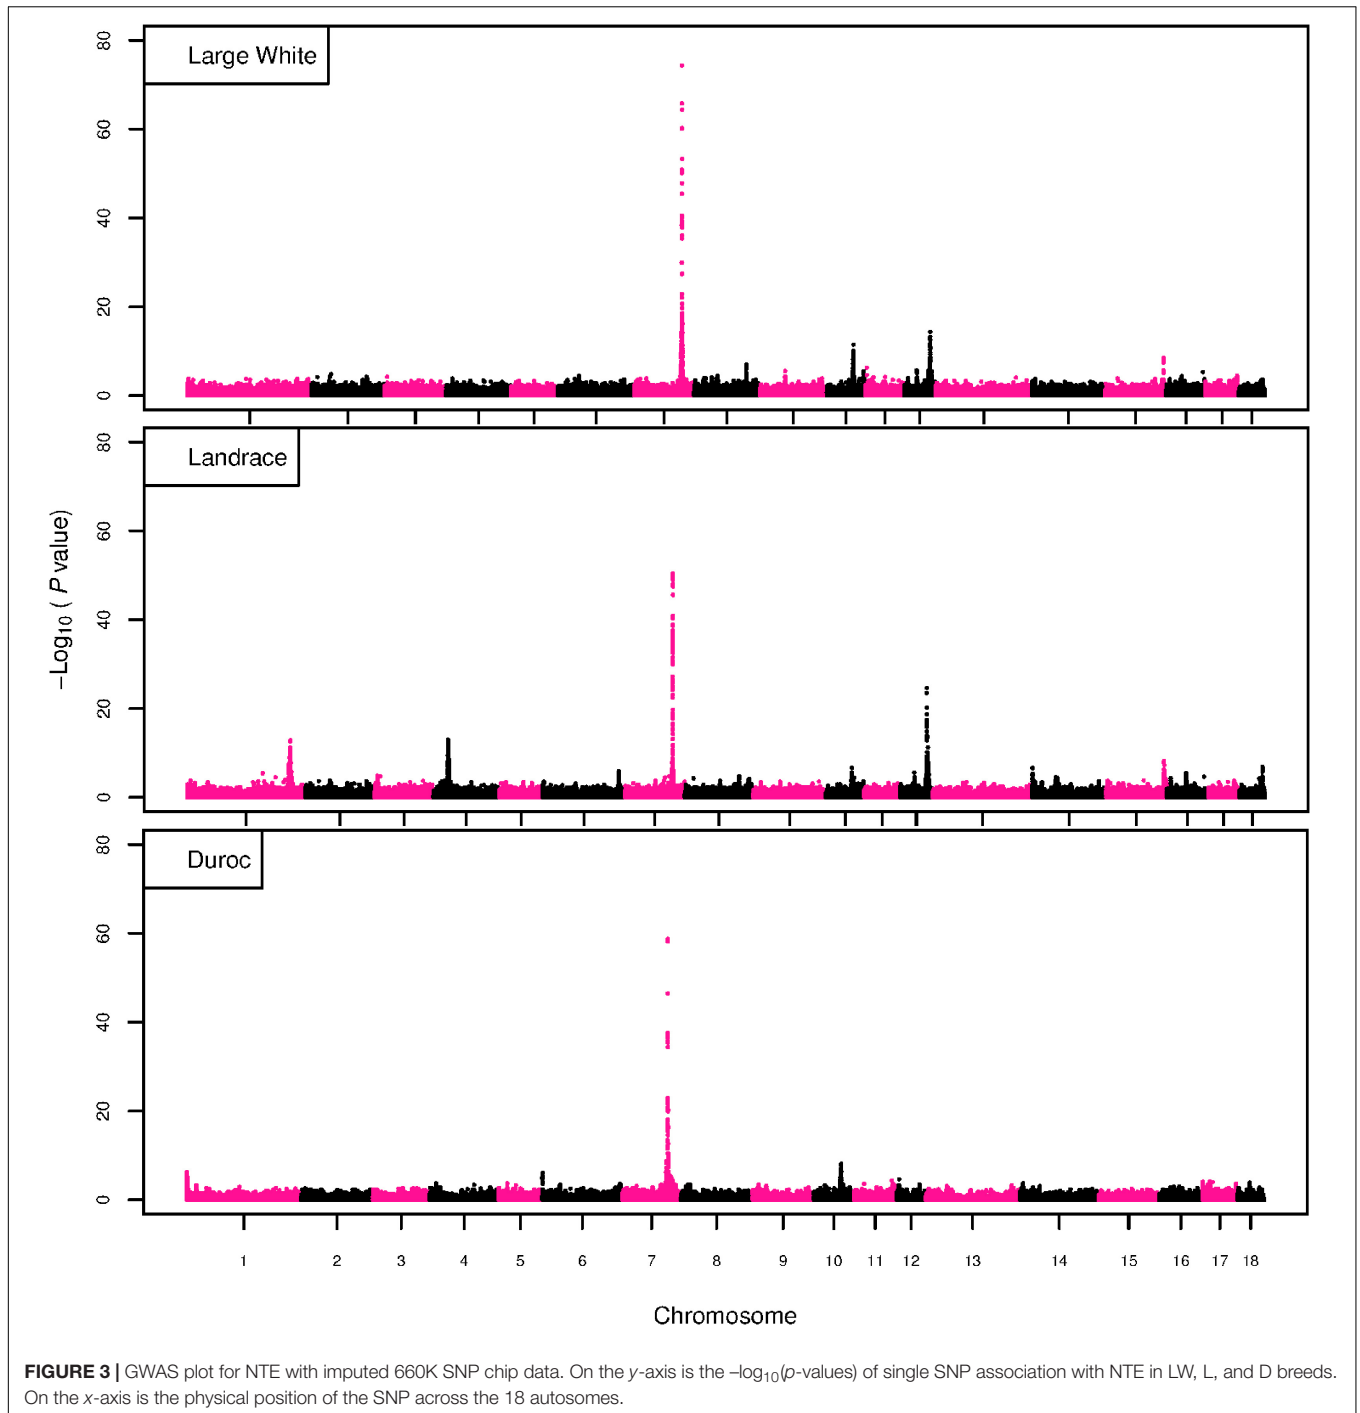 80
60
40
20
0
Large White
80
60
40
20
0
Landrace
–Log10 ( P value)
80
60
40
20
0
Duroc
1 2 3 4 5 6 7 8 9 10 11 12 13 14 15 16 17 18
Chromosome
FIGURE 3 | GWAS plot for NTE with imputed 660K SNP chip data. On the y-axis is the –log10(p-values) of single SNP association with NTE in LW, L, and D breeds.
On the x-axis is the physical position of the SNP across the 18 autosomes.